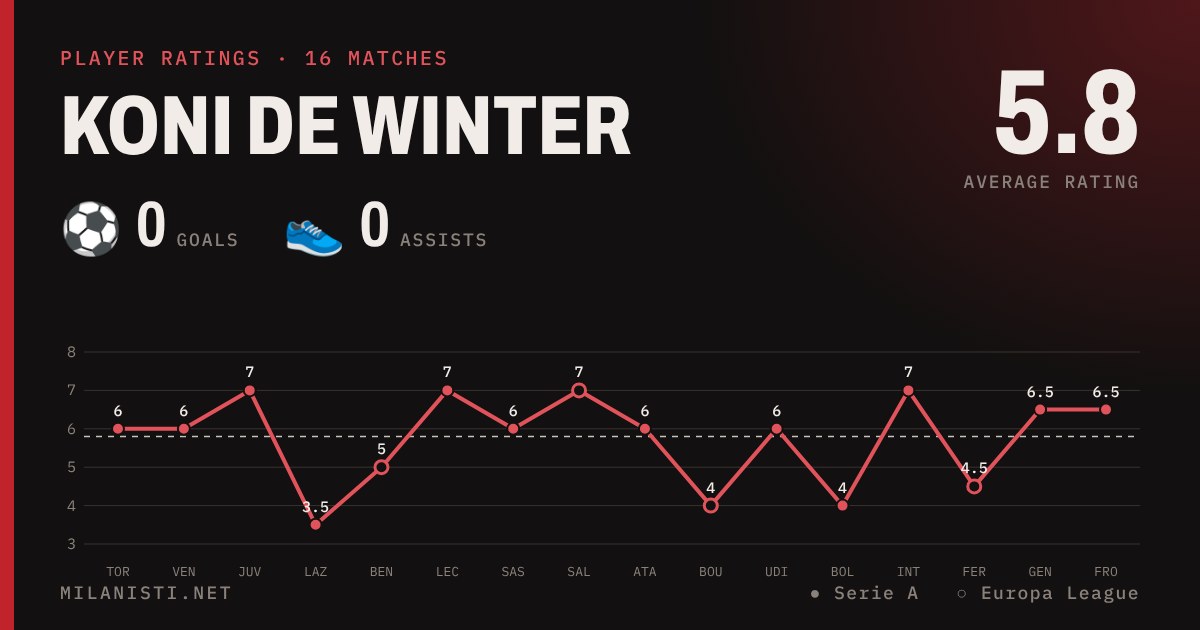 PLAYER RATINGS · 16 MATCHES
KONI DE WINTER
5.8
AVERAGE RATING
0 GOALS 0 ASSISTS
8
7
6
5
4
3
6 6 7 3.5 5 7 6 7 6 4 6 4 7 4.5 6.5 6.5
TOR VEN JUV LAZ BEN LEC SAS SAL ATA BOU UDI BOL INT FER GEN FRO
MILANISTI.NET
● Serie A ○ Europa League